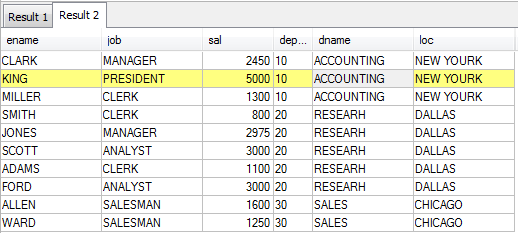 Result 1 Result 2
ename job sal dep... dname loc
CLARK MANAGER 2450 10 ACCOUNTING NEW YOURK
KING PRESIDENT 5000 10 ACCOUNTING NEW YOURK
MILLER CLERK 1300 10 ACCOUNTING NEW YOURK
SMITH CLERK 800 20 RESEARH DALLAS
JONES MANAGER 2975 20 RESEARH DALLAS
SCOTT ANALYST 3000 20 RESEARH DALLAS
ADAMS CLERK 1100 20 RESEARH DALLAS
FORD ANALYST 3000 20 RESEARH DALLAS
ALLEN SALESMAN 1600 30 SALES CHICAGO
WARD SALESMAN 1250 30 SALES CHICAGO